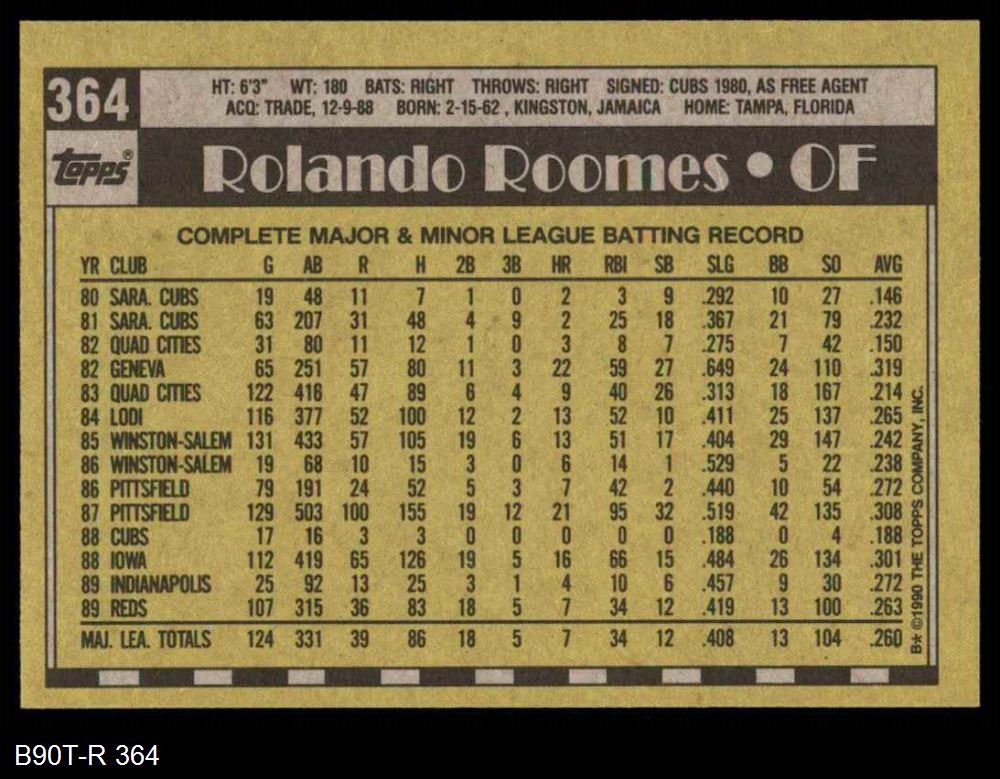 364
HT: 6'3" WT: 180 BATS: RIGHT THROWS: RIGHT SIGNED: CUBS 1980, AS FREE AGENT
ACQ: TRADE, 12-9-88 BORN: 2-15-62 , KINGSTON, JAMAICA HOME: TAMPA, FLORIDA
TOPPS®
Rolando Roomes • OF
COMPLETE MAJOR & MINOR LEAGUE BATTING RECORD
YR CLUB G AB R H 2B 3B HR RBI SB SLG BB SO AVG
80 SARA. CUBS 19 48 11 7 1 0 2 3 9 .292 10 27 .146
81 SARA. CUBS 63 207 31 48 4 9 2 25 18 .367 21 79 .232
82 QUAD CITIES 31 80 11 12 1 0 3 8 7 .275 7 42 .150
82 GENEVA 65 251 57 80 11 3 22 59 27 .649 24 110 .319
83 QUAD CITIES 122 416 47 89 6 4 9 40 26 .313 18 167 .214
84 LODI 116 377 52 100 12 2 13 52 10 .411 25 137 .265
85 WINSTON-SALEM 131 433 57 105 19 6 13 51 17 .404 29 147 .242
86 WINSTON-SALEM 19 68 10 15 3 0 6 14 1 .529 5 22 .238
86 PITTSFIELD 79 191 24 52 5 3 7 42 2 .440 10 54 .272
87 PITTSFIELD 129 503 100 155 19 12 21 95 32 .519 42 135 .308
88 CUBS 17 16 3 3 0 0 0 0 0 .188 0 4 .188
88 IOWA 112 419 65 126 19 5 16 66 15 .484 26 134 .301
89 INDIANAPOLIS 25 92 13 25 3 1 4 10 6 .457 9 30 .272
89 REDS 107 315 36 83 18 5 7 34 12 .419 13 100 .263
MAJ. LEA. TOTALS 124 331 39 86 18 5 7 34 12 .408 13 104 .260
B* ©1990 THE TOPPS COMPANY, INC.
B90T-R 364